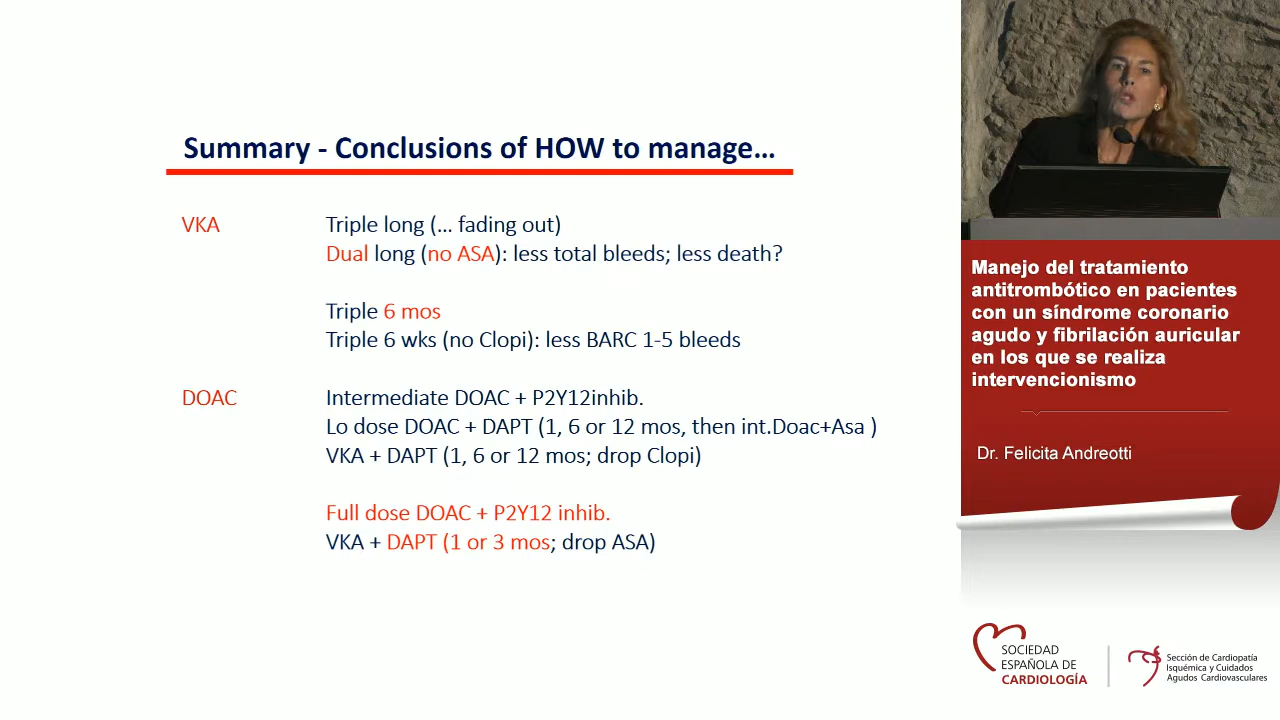 Summary - Conclusions of HOW to manage...
VKA
Triple long (... fading out)
Dual long (no ASA): less total bleeds; less death?
Triple 6 mos
Triple 6 wks (no Clopi): less BARC 1-5 bleeds
DOAC
Intermediate DOAC + P2Y12inhib.
Lo dose DOAC + DAPT (1, 6 or 12 mos, then int.Doac+Asa )
VKA + DAPT (1, 6 or 12 mos; drop Clopi)
Full dose DOAC + P2Y12 inhib.
VKA + DAPT (1 or 3 mos; drop ASA)
Manejo del tratamiento
antitrombótico en pacientes
con un síndrome coronario
agudo y fibrilación auricular
en los que se realiza
intervencionismo
Dr. Felicita Andreotti
SOCIEDAD
ESPAÑOLA DE
CARDIOLOGÍA
Sección de Cardiopatía
Isquémica y Cuidados
Agudos Cardiovasculares